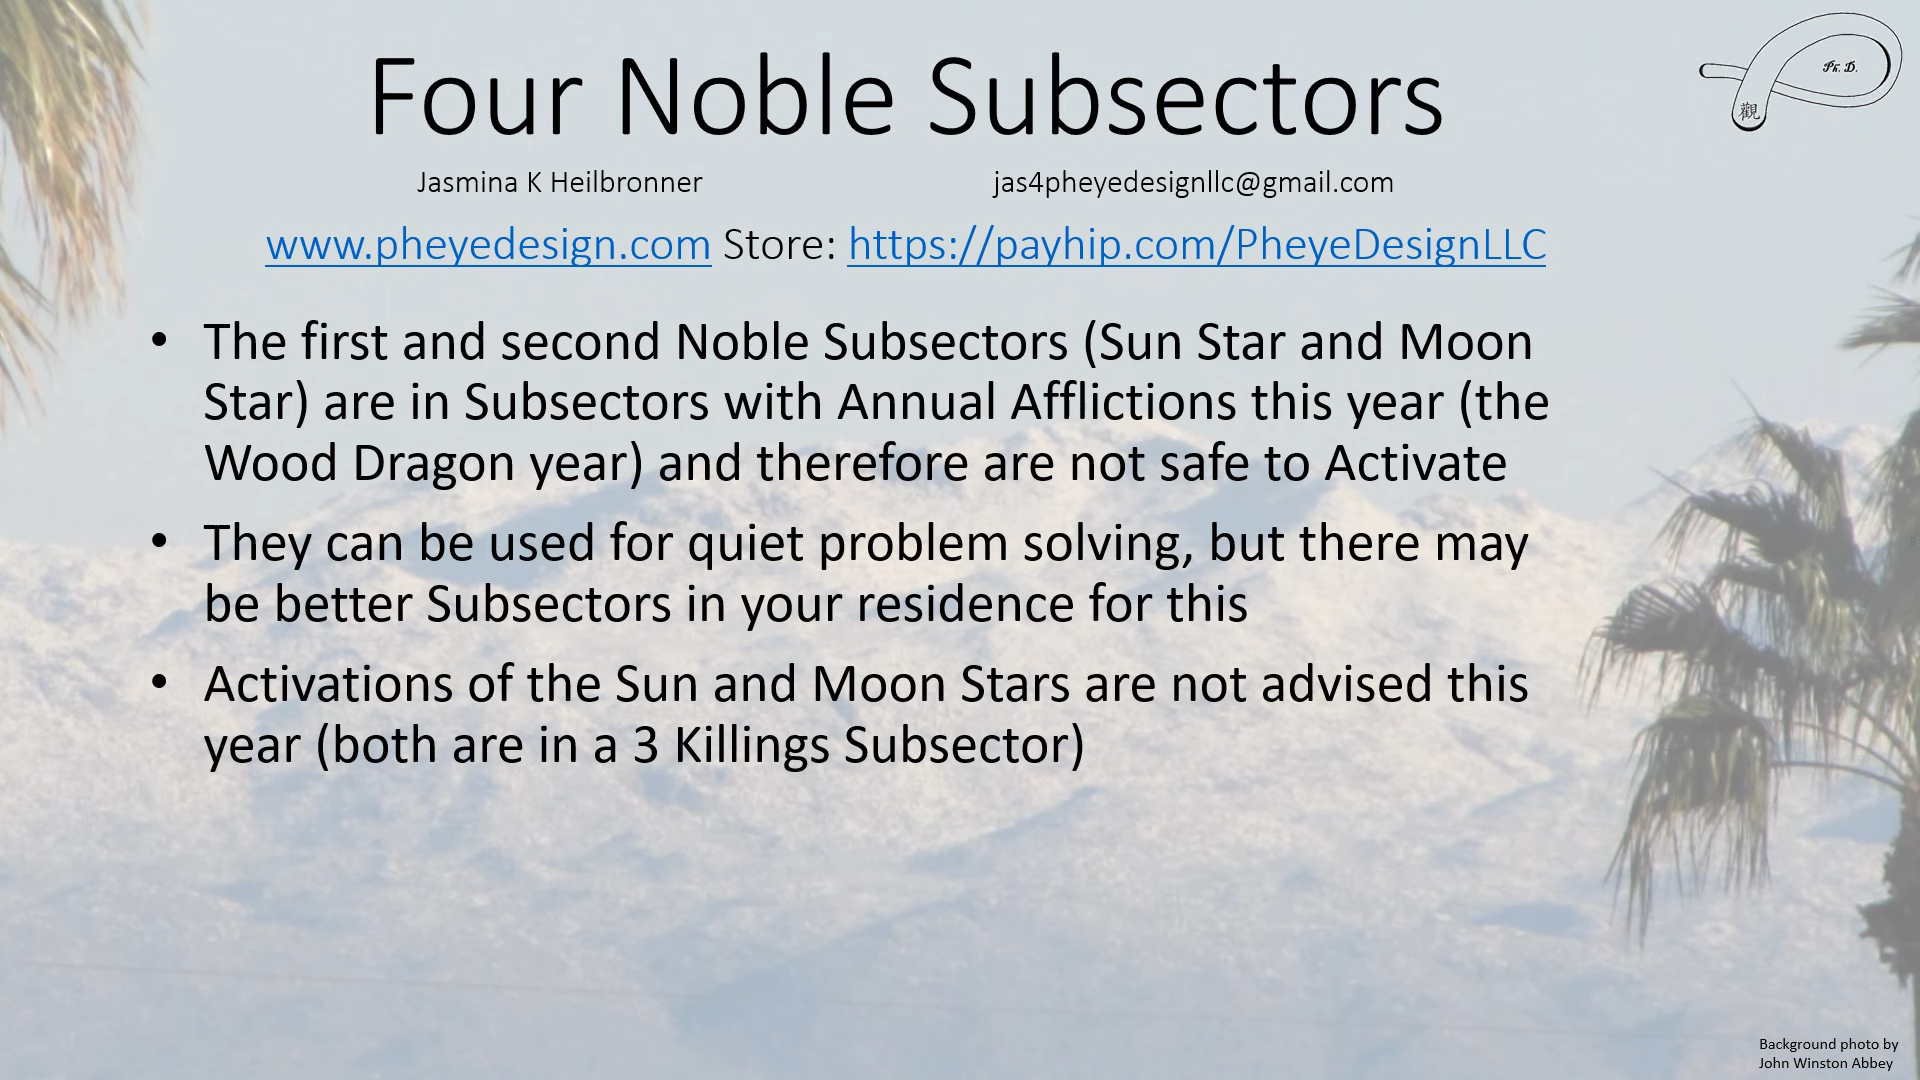 Four Noble Subsectors
Ph.D.
觀
Jasmina K Heilbronner jas4pheyedesignllc@gmail.com
www.pheyedesign.com Store: https://payhip.com/PheyeDesignLLC
• The first and second Noble Subsectors (Sun Star and Moon
Star) are in Subsectors with Annual Afflictions this year (the
Wood Dragon year) and therefore are not safe to Activate
• They can be used for quiet problem solving, but there may
be better Subsectors in your residence for this
• Activations of the Sun and Moon Stars are not advised this
year (both are in a 3 Killings Subsector)
Background photo by
John Winston Abbey